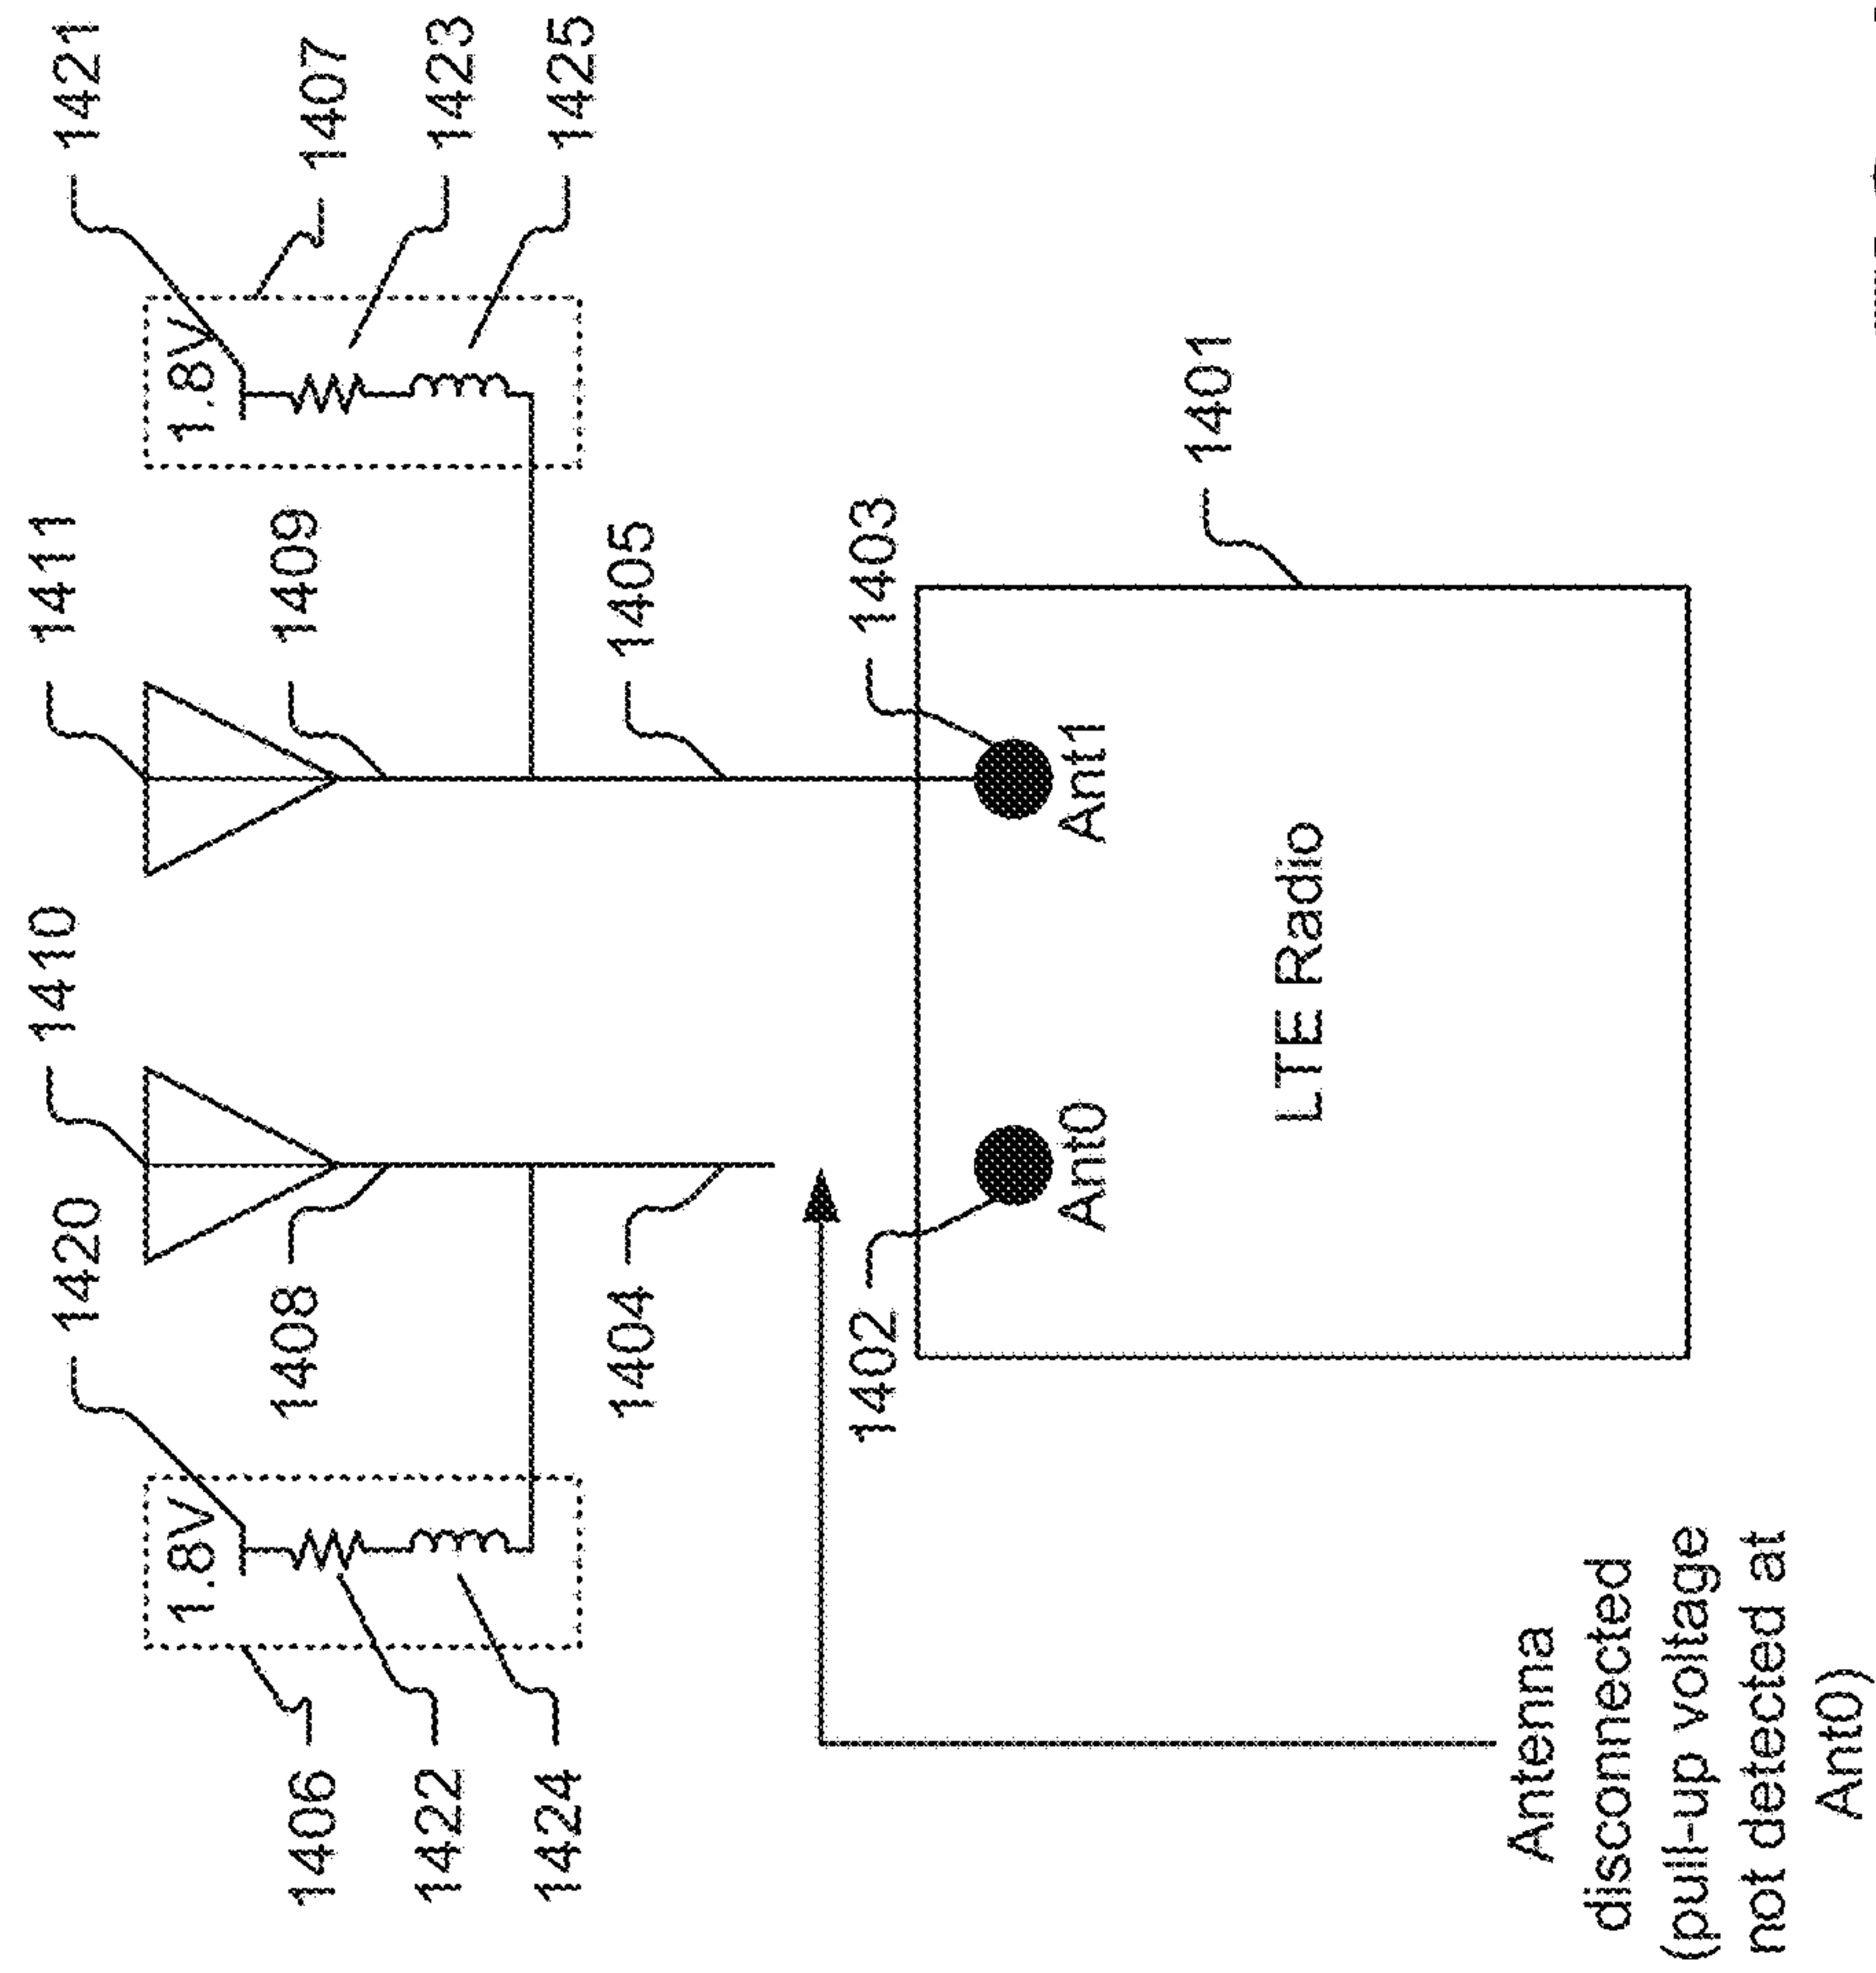 1421
1407
1423
1425
1411
1409
1405
1403
1401
1410
1420
1408
1404
1402
1406
1422
1424
1.8V
1.8V
Ant1
Ant0
LTE Radio
Antenna
disconnected
(pull-up voltage
not detected at
Ant0)